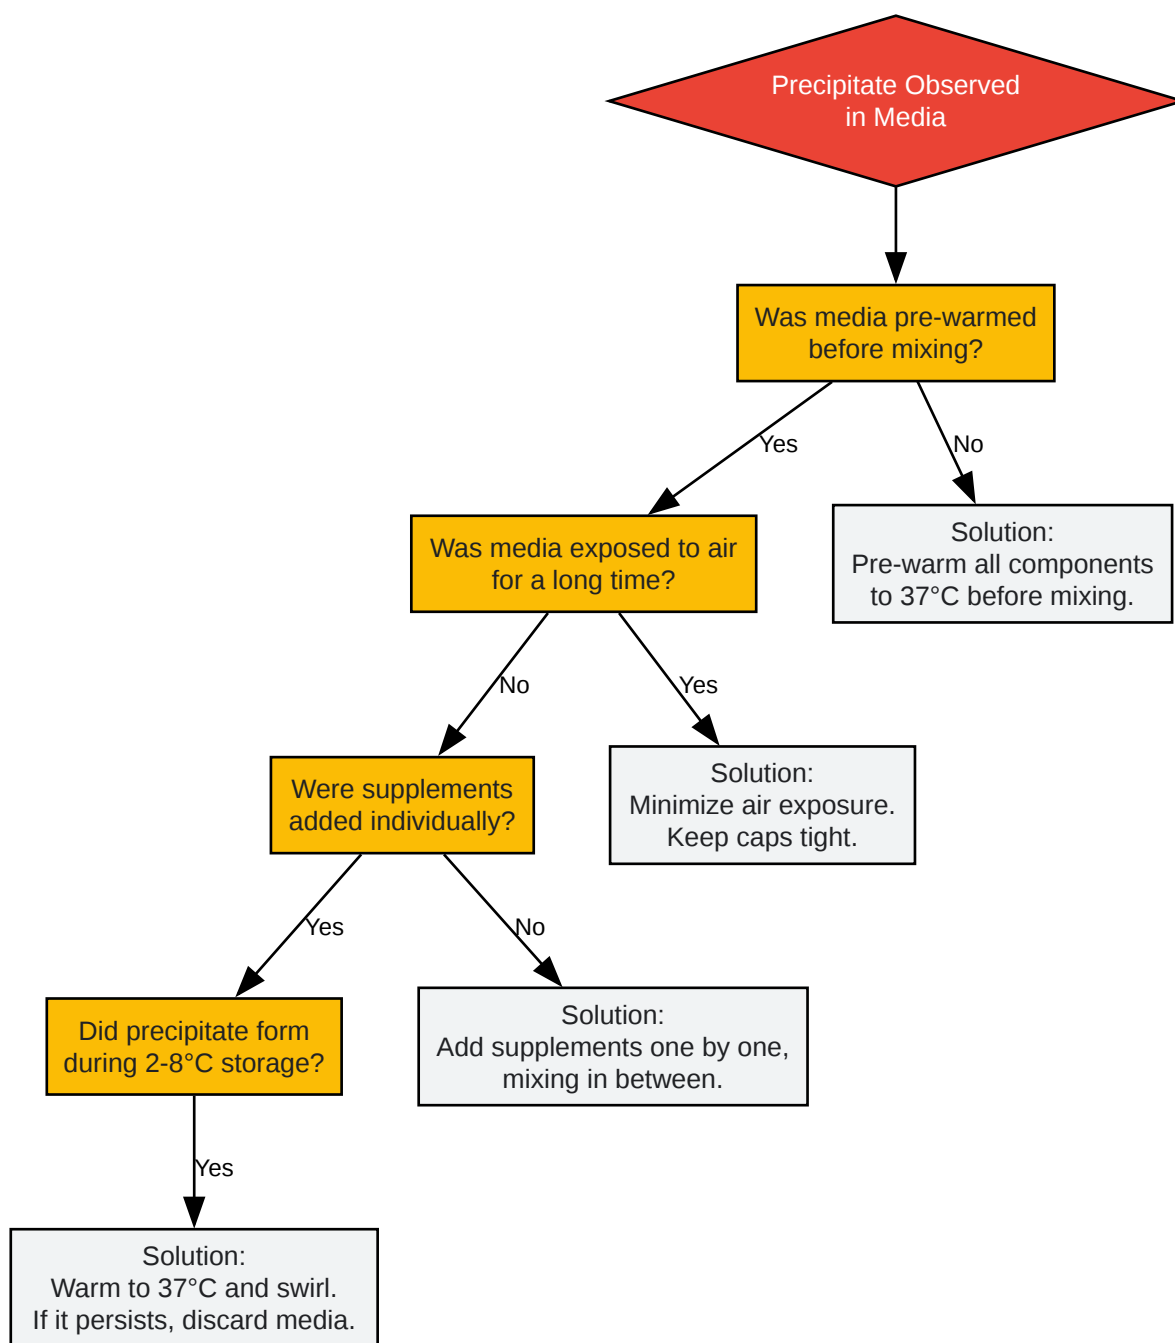 Precipitate Observed
in Media
Was media pre-warmed
before mixing?
Yes
No
Was media exposed to air
for a long time?
Solution:
Pre-warm all components
to 37°C before mixing.
No
Yes
Were supplements
added individually?
Solution:
Minimize air exposure.
Keep caps tight.
Yes
No
Did precipitate form
during 2-8°C storage?
Solution:
Add supplements one by one,
mixing in between.
Yes
Solution:
Warm to 37°C and swirl.
If it persists, discard media.